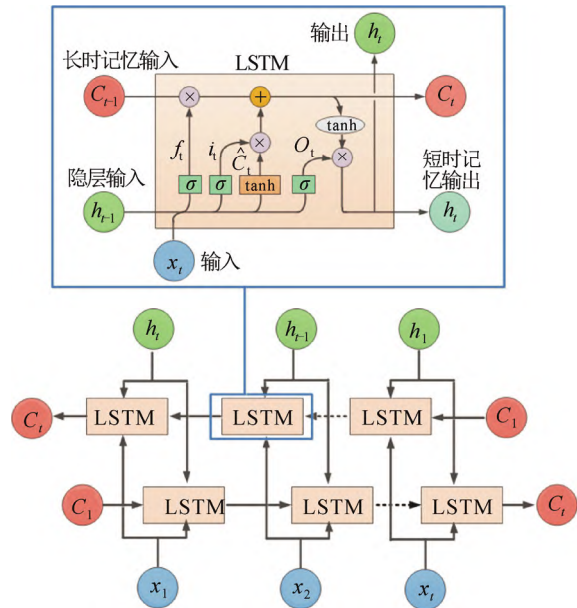 输出 h_t
长时记忆输入 LSTM
C_{t-1} × + C_t
tanh
f_t i_t Ĉ_t × O_t × 短时记
忆输出
隐层输入 σ σ tanh σ
h_{t-1} h_t
x_t 输入
h_t h_{t-1} h_1
C_t LSTM LSTM LSTM C_1
C_1 LSTM LSTM LSTM C_t
x_1 x_2 x_t